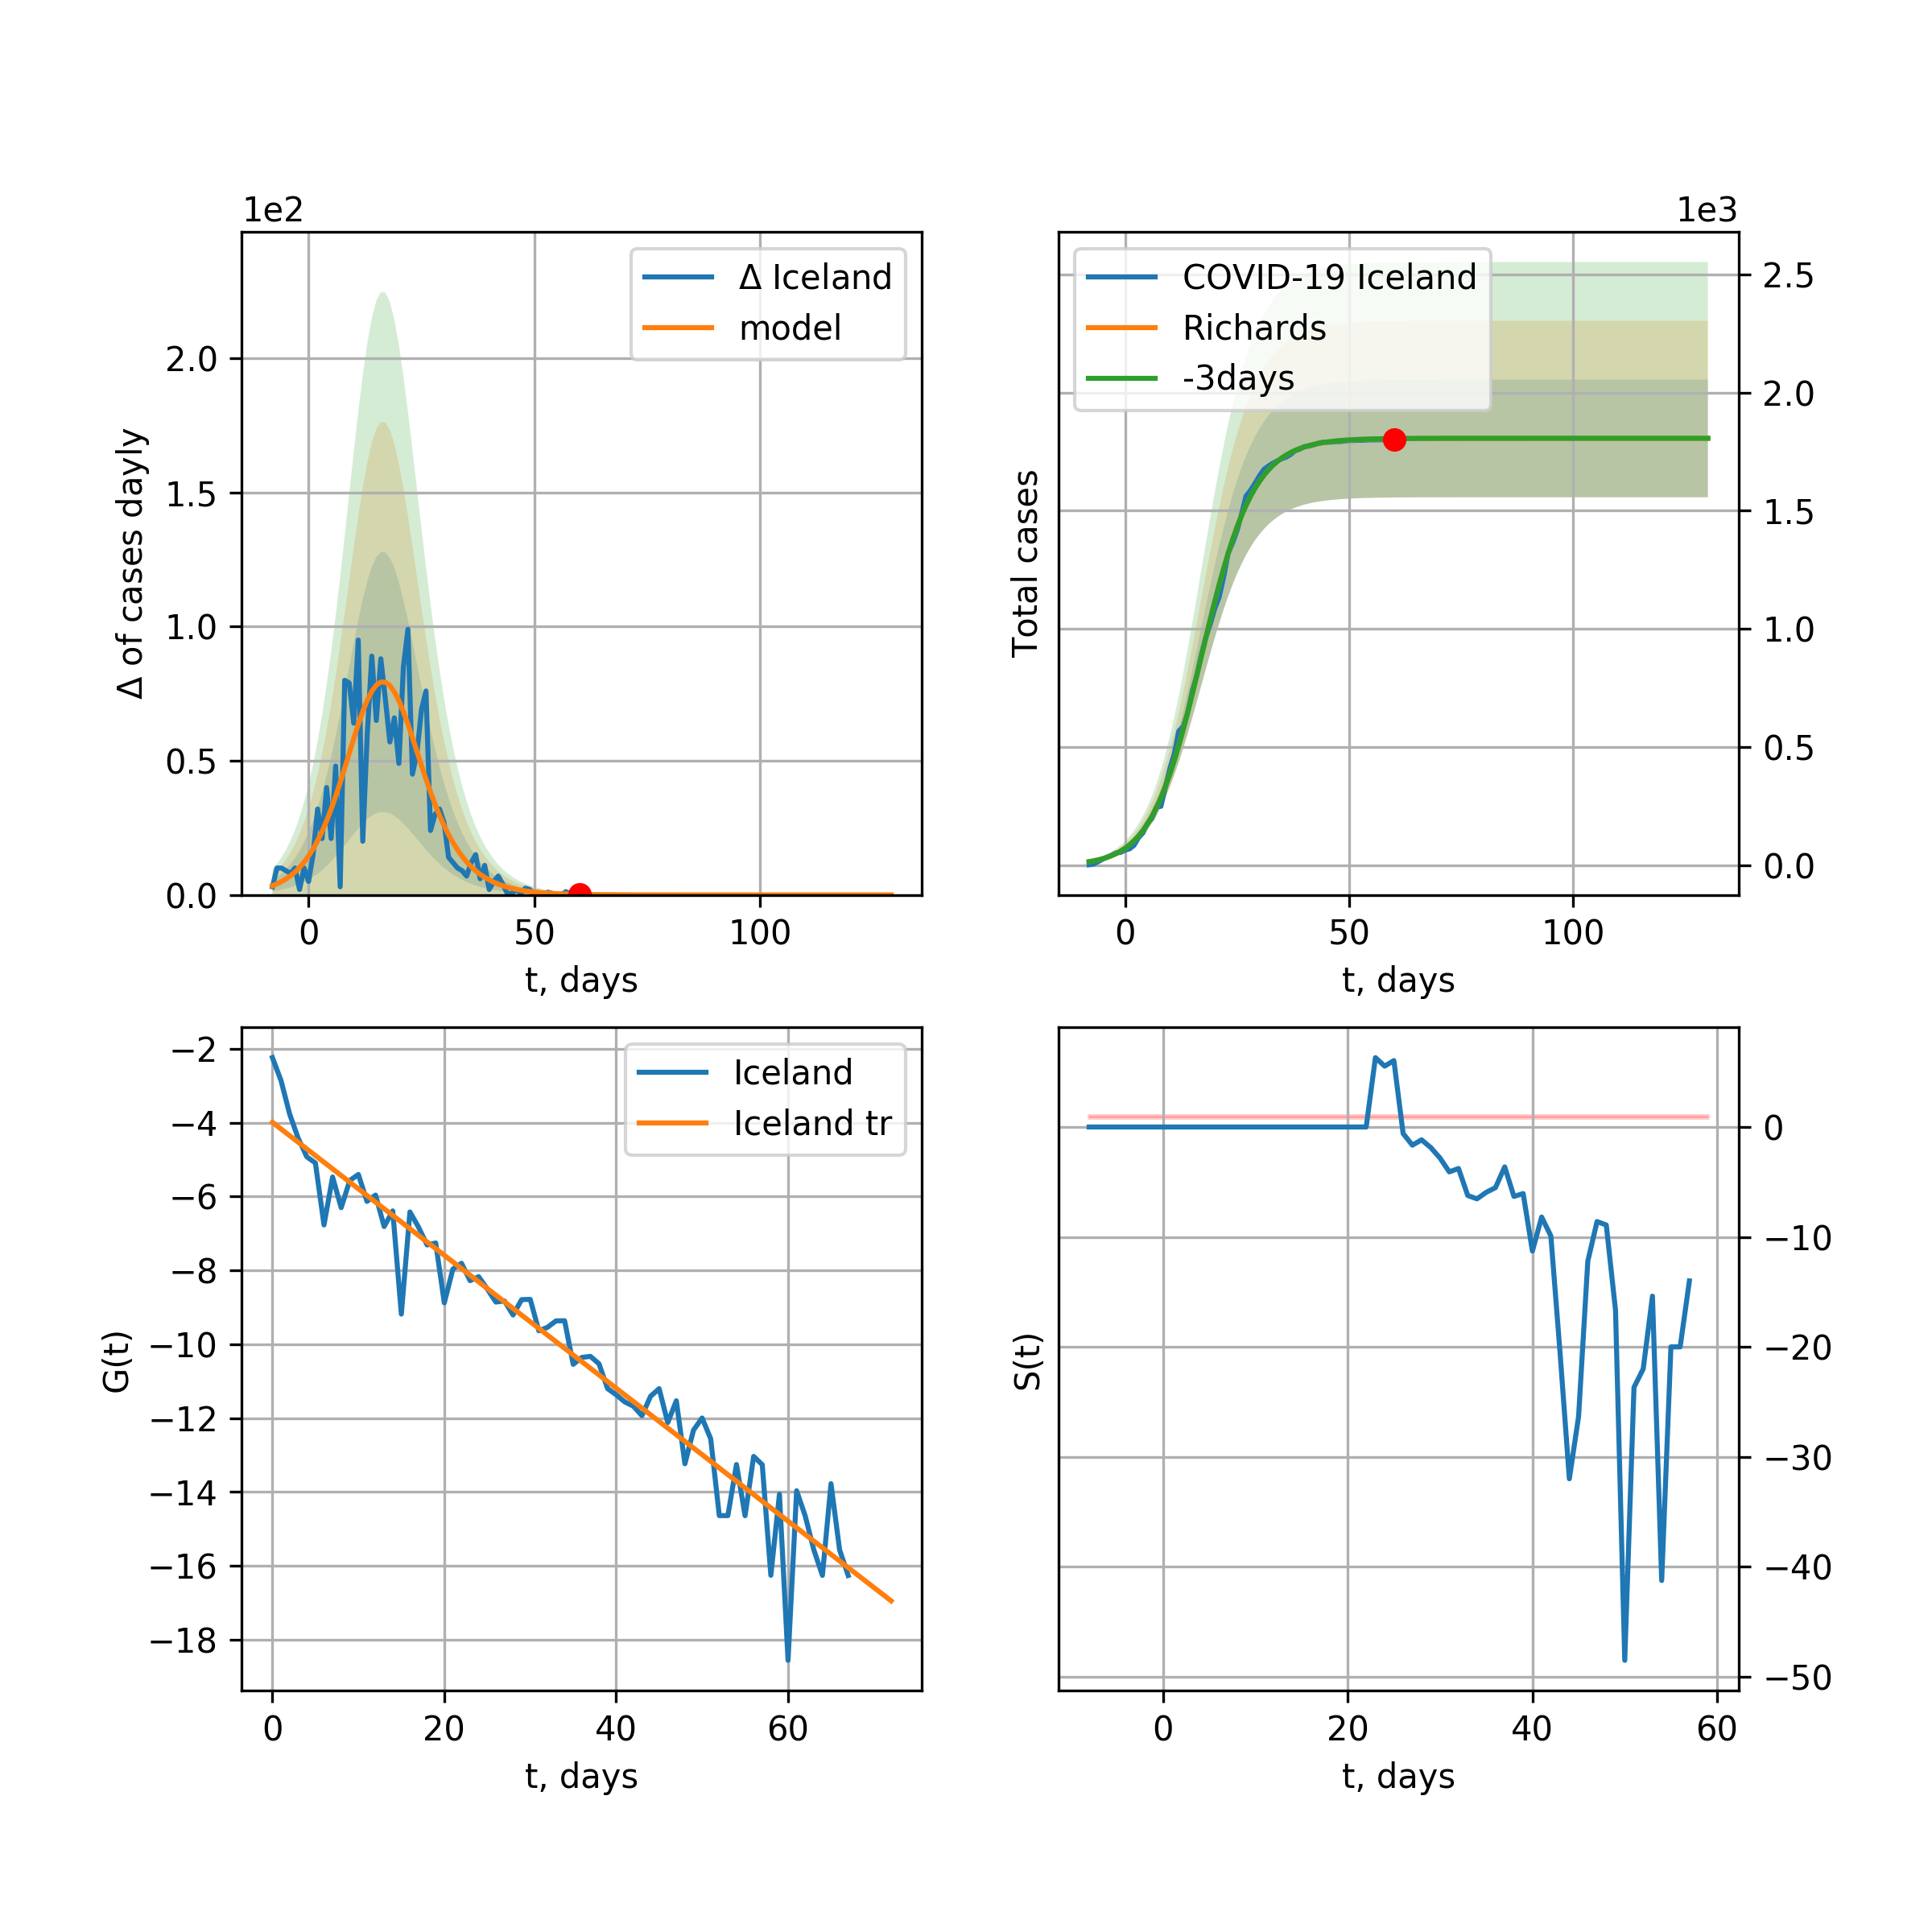 1e2
Δ of cases dayly
2.0
1.5
1.0
0.5
0.0
0 50 100
t, days
Δ Iceland
model
1e3
Total cases
COVID-19 Iceland
Richards
-3days
2.5
2.0
1.5
1.0
0.5
0.0
0 50 100
t, days
G(t)
−2
−4
−6
−8
−10
−12
−14
−16
−18
0 20 40 60
t, days
Iceland
Iceland tr
S(t)
0
−10
−20
−30
−40
−50
0 20 40 60
t, days